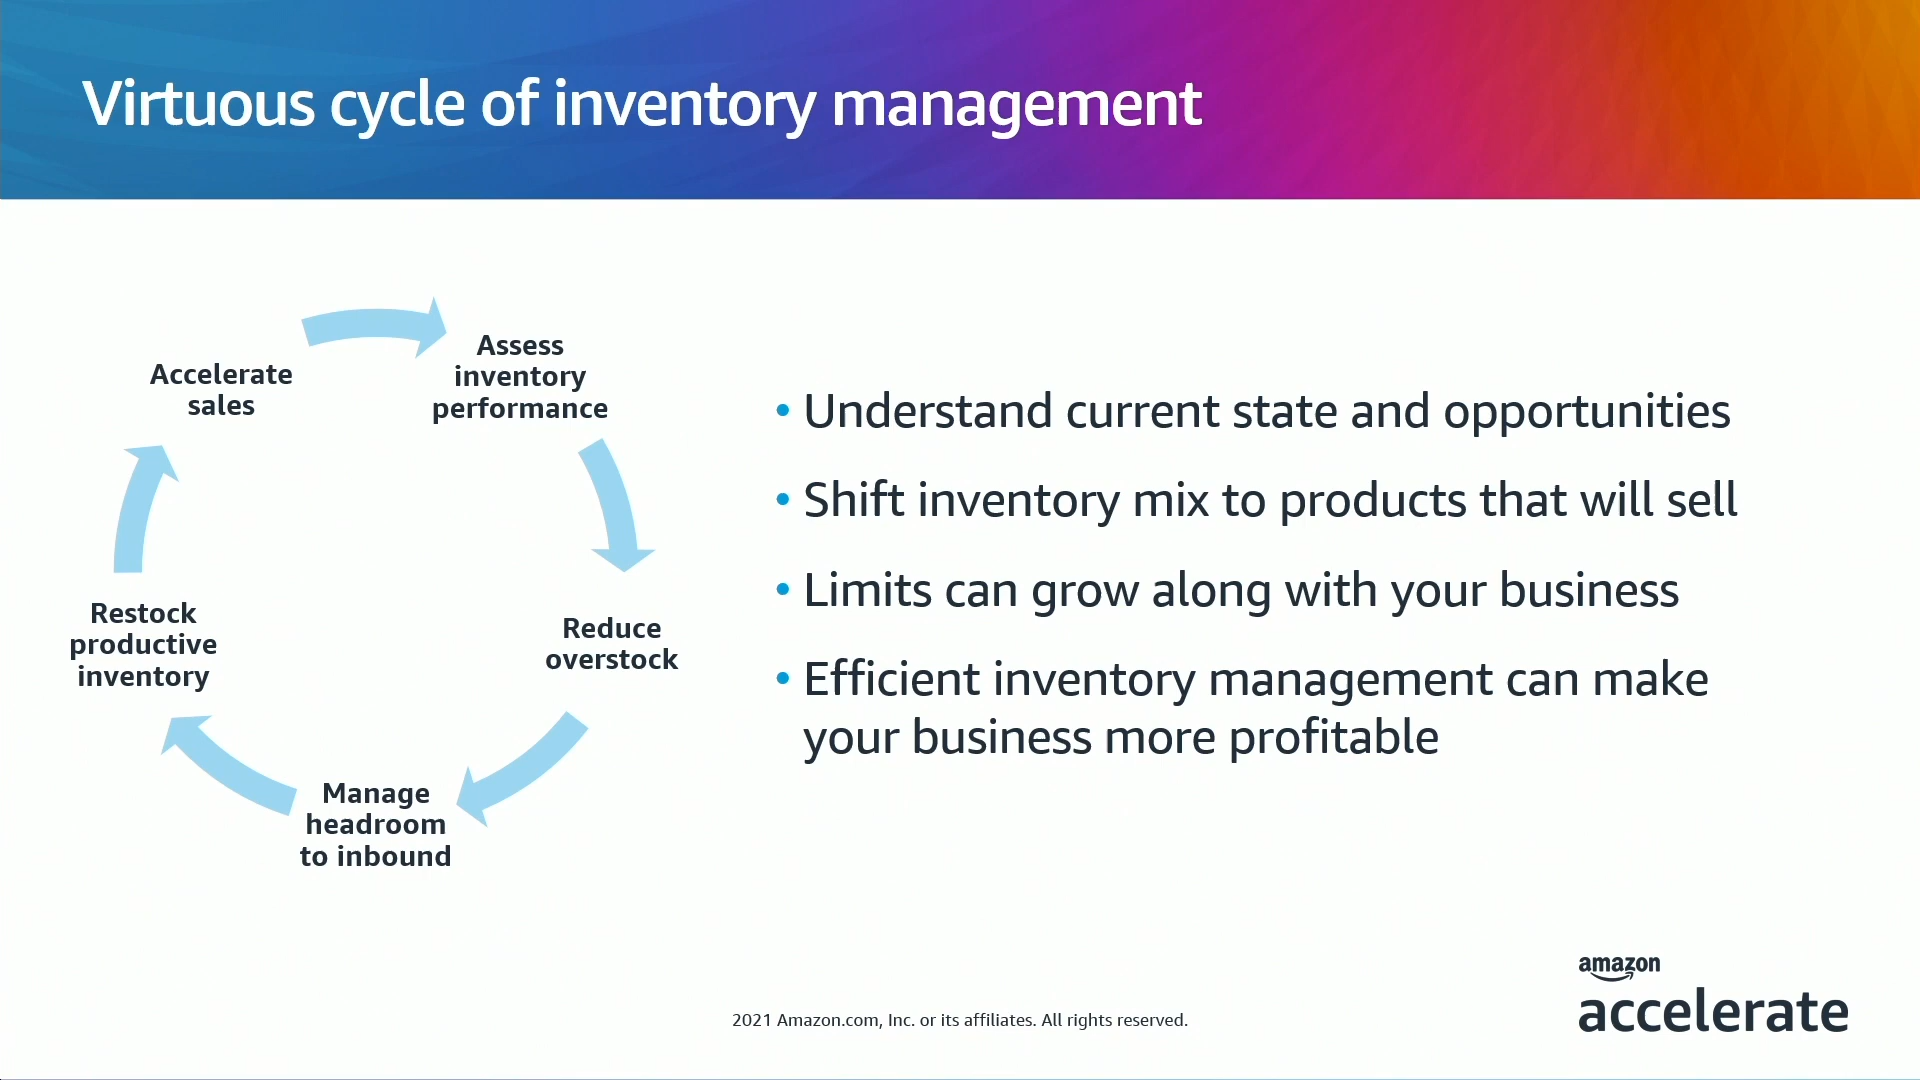 Virtuous cycle of inventory management
Accelerate
sales
Assess
inventory
performance
Reduce
overstock
Manage
headroom
to inbound
Restock
productive
inventory
• Understand current state and opportunities
• Shift inventory mix to products that will sell
• Limits can grow along with your business
• Efficient inventory management can make
your business more profitable
2021 Amazon.com, Inc. or its affiliates. All rights reserved.
amazon
accelerate